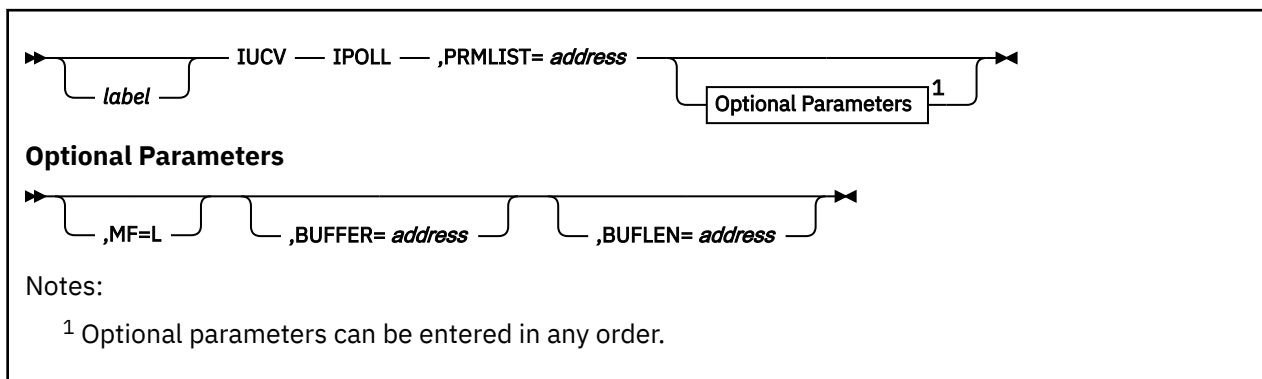 IUCV IPOLL ,PRMLIST= address
label
Optional Parameters 1
Optional Parameters
,MF=L ,BUFFER= address ,BUFLEN= address
Notes:
1 Optional parameters can be entered in any order.